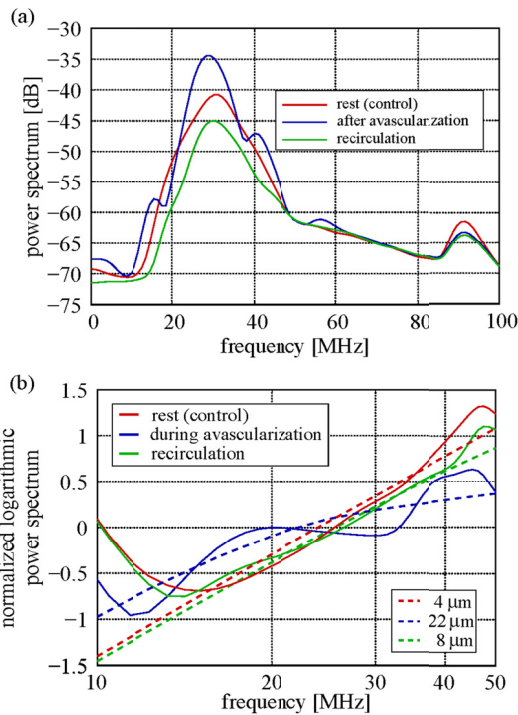 (a)
power spectrum [dB]
−30
−35
−40
−45
−50
−55
−60
−65
−70
−75
rest (control)
after avascularization
recirculation
0 20 40 60 80 100
frequency [MHz]
(b)
normalized logarithmic
power spectrum
1.5
1.0
0.5
0
−0.5
−1
−1.5
rest (control)
during avascularization
recirculation
4 µm
22 µm
8 µm
10 20 30 40 50
frequency [MHz]